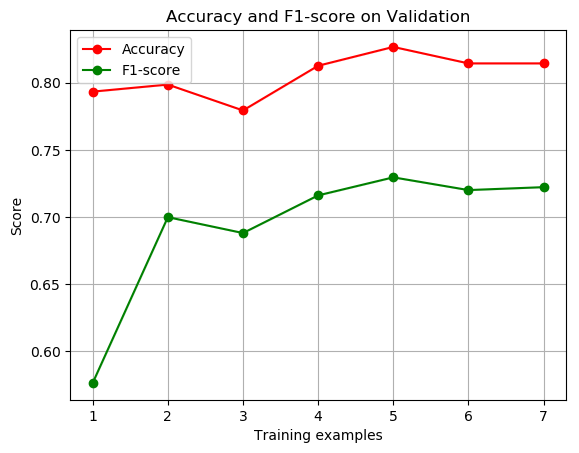 Accuracy and F1-score on Validation
Accuracy
F1-score
0.80
0.75
0.70
0.65
0.60
Score
1 2 3 4 5 6 7
Training examples